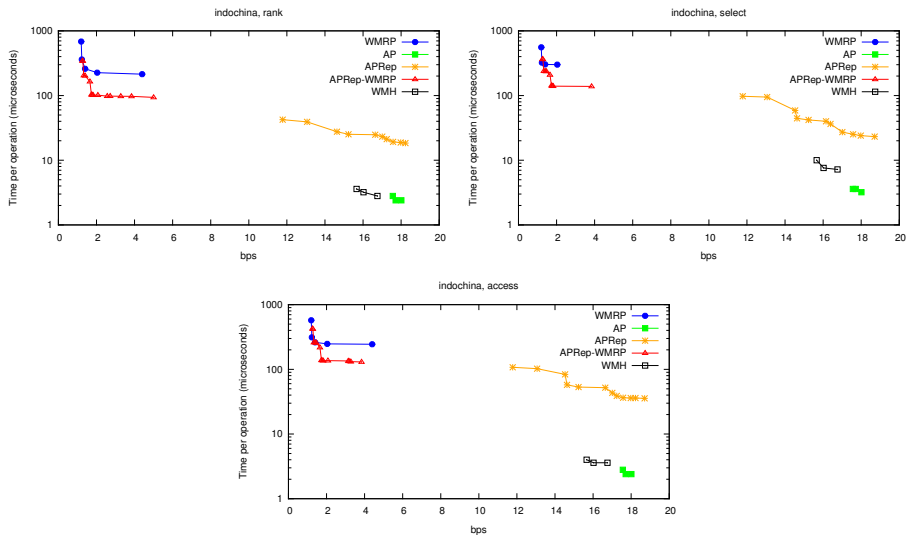 indochina, rank
Time per operation (microseconds)
1000
100
10
1
0 2 4 6 8 10 12 14 16 18 20
bps
WMRP
AP
APRep
APRep-WMRP
WMH
indochina, select
Time per operation (microseconds)
1000
100
10
1
0 2 4 6 8 10 12 14 16 18 20
bps
WMRP
AP
APRep
APRep-WMRP
WMH
indochina, access
Time per operation (microseconds)
1000
100
10
1
0 2 4 6 8 10 12 14 16 18 20
bps
WMRP
AP
APRep
APRep-WMRP
WMH